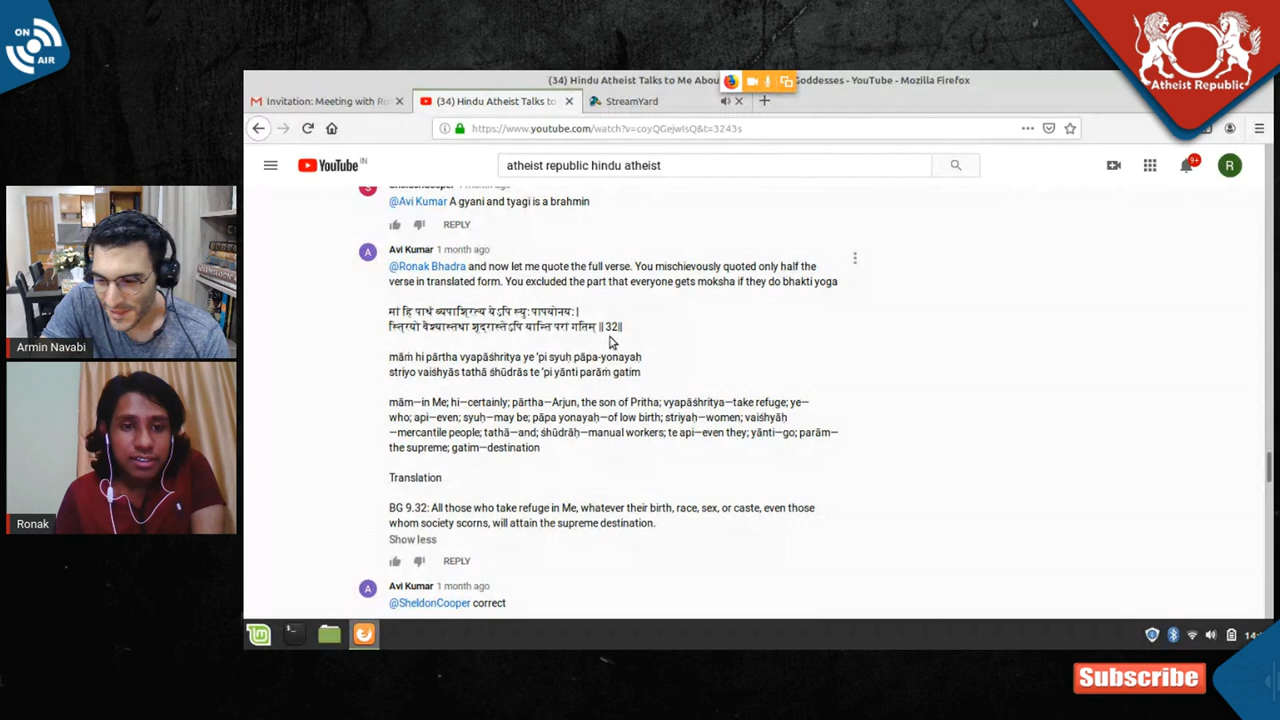 ON
AIR
Atheist Republic
(34) Hindu Atheist Talks to Me Abou
Goddesses - YouTube - Mozilla Firefox
Invitation: Meeting with Ro
(34) Hindu Atheist Talks to
StreamYard
https://www.youtube.com/watch?v=coyQGejwIsQ&t=3243s
YouTube IN
atheist republic hindu atheist
9+
R
SheldonCooper 1 month ago
@Avi Kumar A gyani and tyagi is a brahmin
REPLY
A
Avi Kumar 1 month ago
@Ronak Bhadra and now let me quote the full verse. You mischievously quoted only half the
verse in translated form. You excluded the part that everyone gets moksha if they do bhakti yoga
मां हि पार्थ व्यपाश्रित्य येऽपि स्यु: पापयोनय: |
स्त्रियो वैश्यास्तथा शूद्रास्तेऽपि यान्ति परां गतिम् || 32||
māṁ hi pārtha vyapāśhritya ye 'pi syuḥ pāpa-yonayaḥ
striyo vaiśhyās tathā śhūdrās te 'pi yānti parāṁ gatim
mām—in Me; hi—certainly; pārtha—Arjun, the son of Pritha; vyapāśhritya—take refuge; ye—
who; api—even; syuḥ—may be; pāpa yonayaḥ—of low birth; striyaḥ—women; vaiśhyāḥ
—mercantile people; tathā—and; śhūdrāḥ—manual workers; te api—even they; yānti—go; parām—
the supreme; gatim—destination
Translation
BG 9.32: All those who take refuge in Me, whatever their birth, race, sex, or caste, even those
whom society scorns, will attain the supreme destination.
Show less
REPLY
A
Avi Kumar 1 month ago
@SheldonCooper correct
Armin Navabi
Ronak
14:
Subscribe